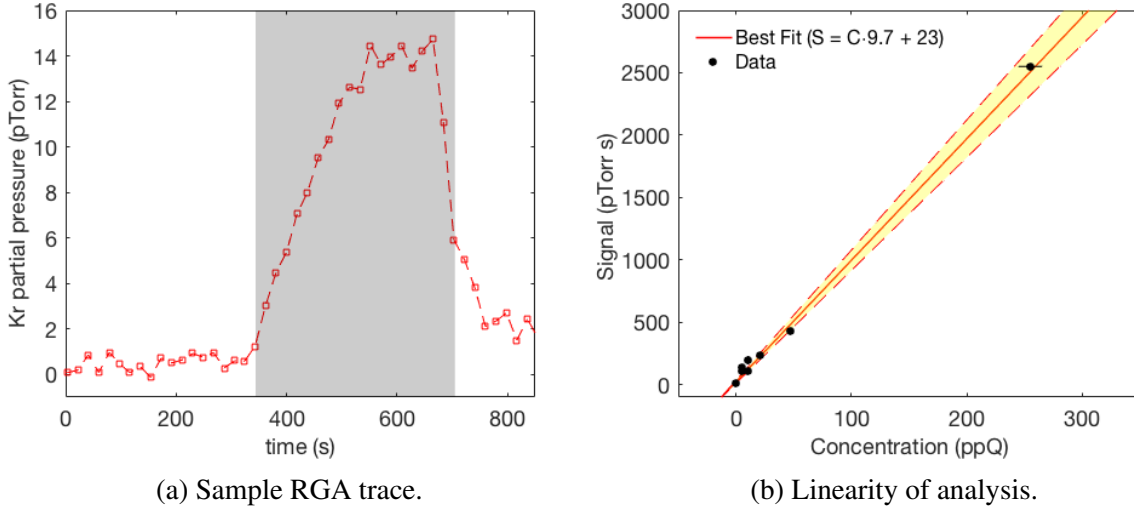 16
14
12
10
8
6
4
2
0
Kr partial pressure (pTorr)
0 200 400 600 800
time (s)
(a) Sample RGA trace.
3000
2500
2000
1500
1000
500
0
Signal (pTorr s)
Best Fit (S = C·9.7 + 23)
Data
0 100 200 300
Concentration (ppQ)
(b) Linearity of analysis.